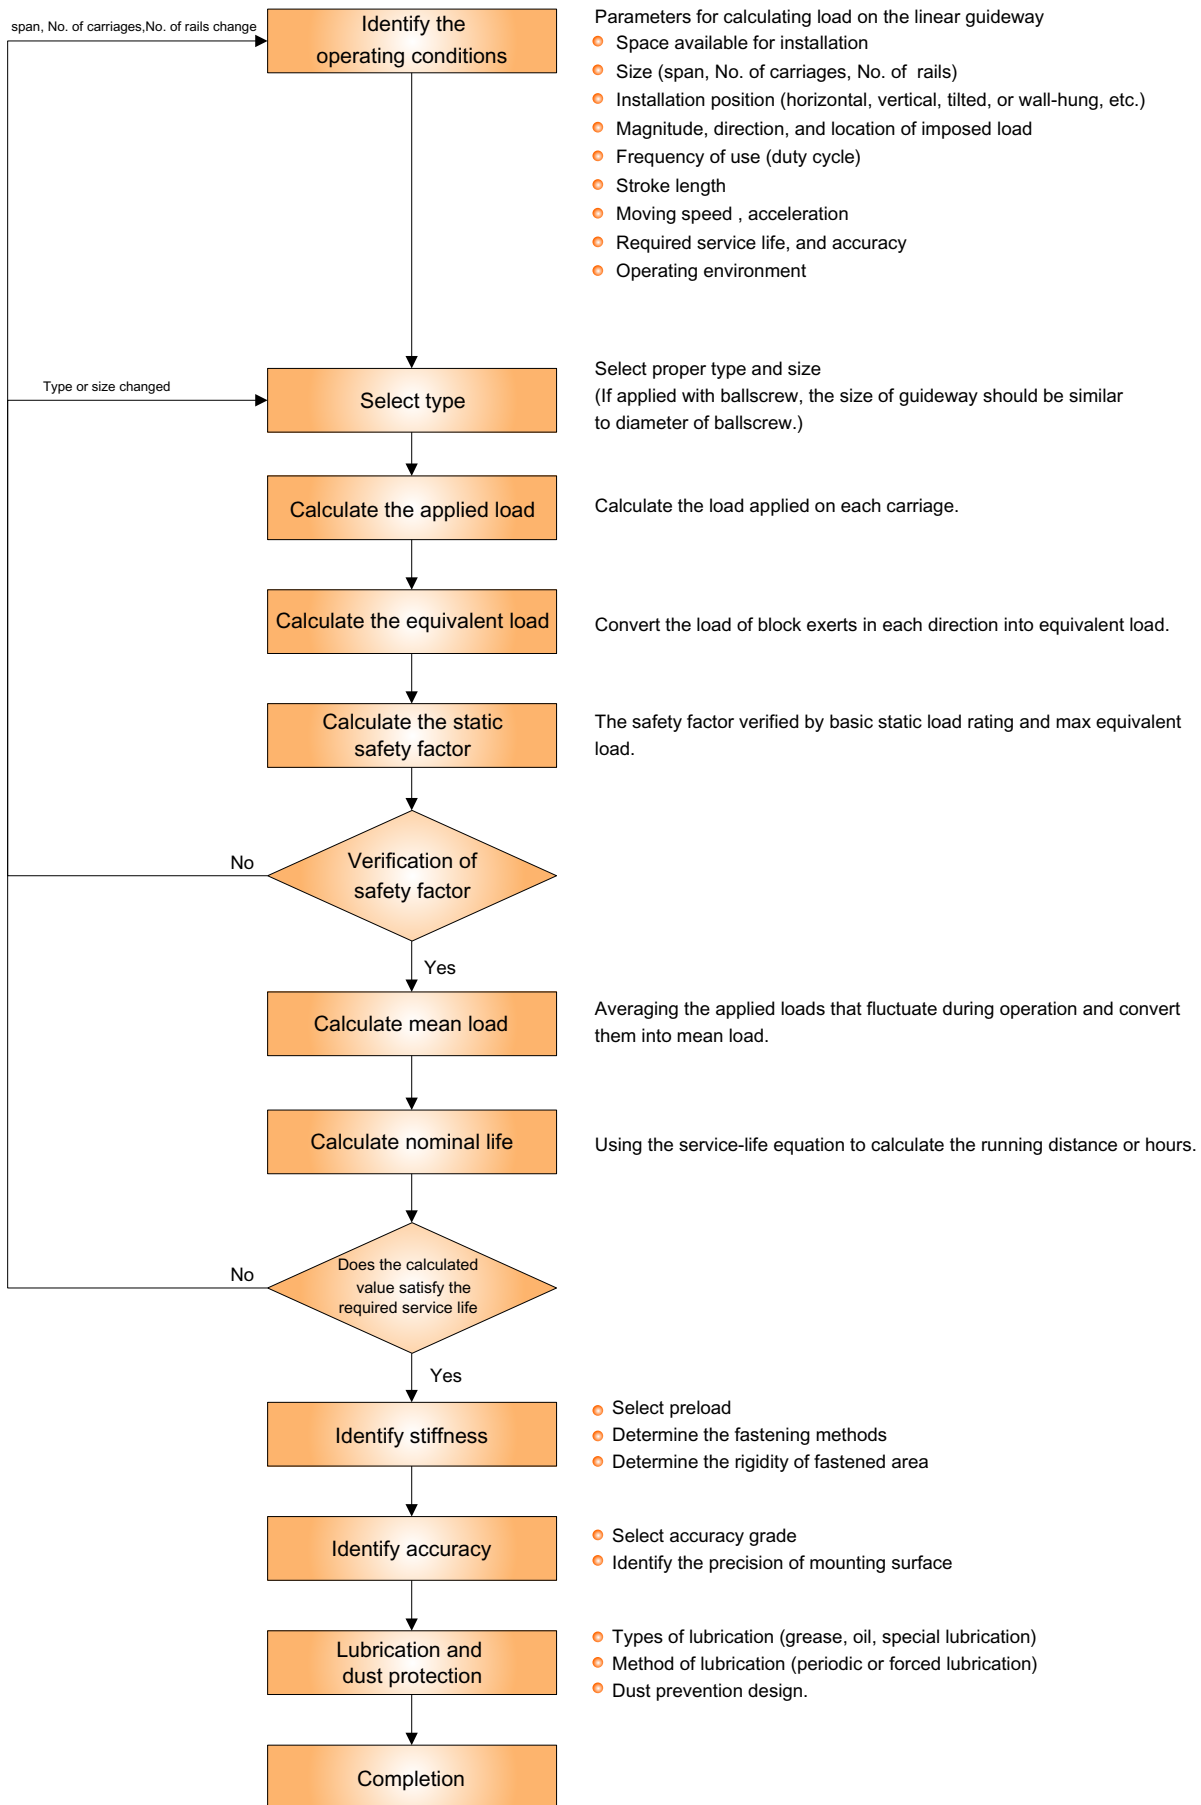 span, No. of carriages,No. of rails change
Identify the
operating conditions
Parameters for calculating load on the linear guideway
Space available for installation
Size (span, No. of carriages, No. of rails)
Installation position (horizontal, vertical, tilted, or wall-hung, etc.)
Magnitude, direction, and location of imposed load
Frequency of use (duty cycle)
Stroke length
Moving speed , acceleration
Required service life, and accuracy
Operating environment
Type or size changed
Select type
Select proper type and size
(If applied with ballscrew, the size of guideway should be similar
to diameter of ballscrew.)
Calculate the applied load
Calculate the load applied on each carriage.
Calculate the equivalent load
Convert the load of block exerts in each direction into equivalent load.
Calculate the static
safety factor
The safety factor verified by basic static load rating and max equivalent
load.
No
Verification of
safety factor
Yes
Calculate mean load
Averaging the applied loads that fluctuate during operation and convert
them into mean load.
Calculate nominal life
Using the service-life equation to calculate the running distance or hours.
No
Does the calculated
value satisfy the
required service life
Yes
Identify stiffness
Select preload
Determine the fastening methods
Determine the rigidity of fastened area
Identify accuracy
Select accuracy grade
Identify the precision of mounting surface
Lubrication and
dust protection
Types of lubrication (grease, oil, special lubrication)
Method of lubrication (periodic or forced lubrication)
Dust prevention design.
Completion